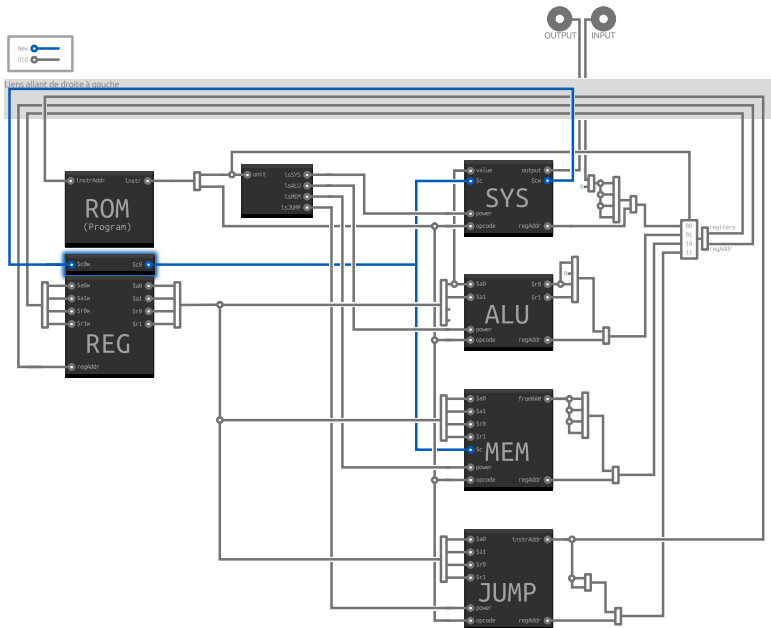 OUTPUT INPUT
New
Old
Liens allant de droite à gauche
instrAddr instr
ROM
(Program)
unit isSYS
isALU
isMEM
isJUMP
value output
$c $cw
SYS
power
opcode regAddr
0
00
01
10
11
regIters
regAddr
$c0w $c0
$a0w $a0
$a1w $a1
$r0w $r0
$r1w $r1
REG
regAddr
$a0 $r0
$a1 $r1
ALU
power
opcode regAddr
0
$a0 fromRAM
$a1
$r0
$r1
$c
MEM
power
opcode regAddr
$a0 instrAddr
$a1
$r0
$r1
JUMP
power
opcode regAddr